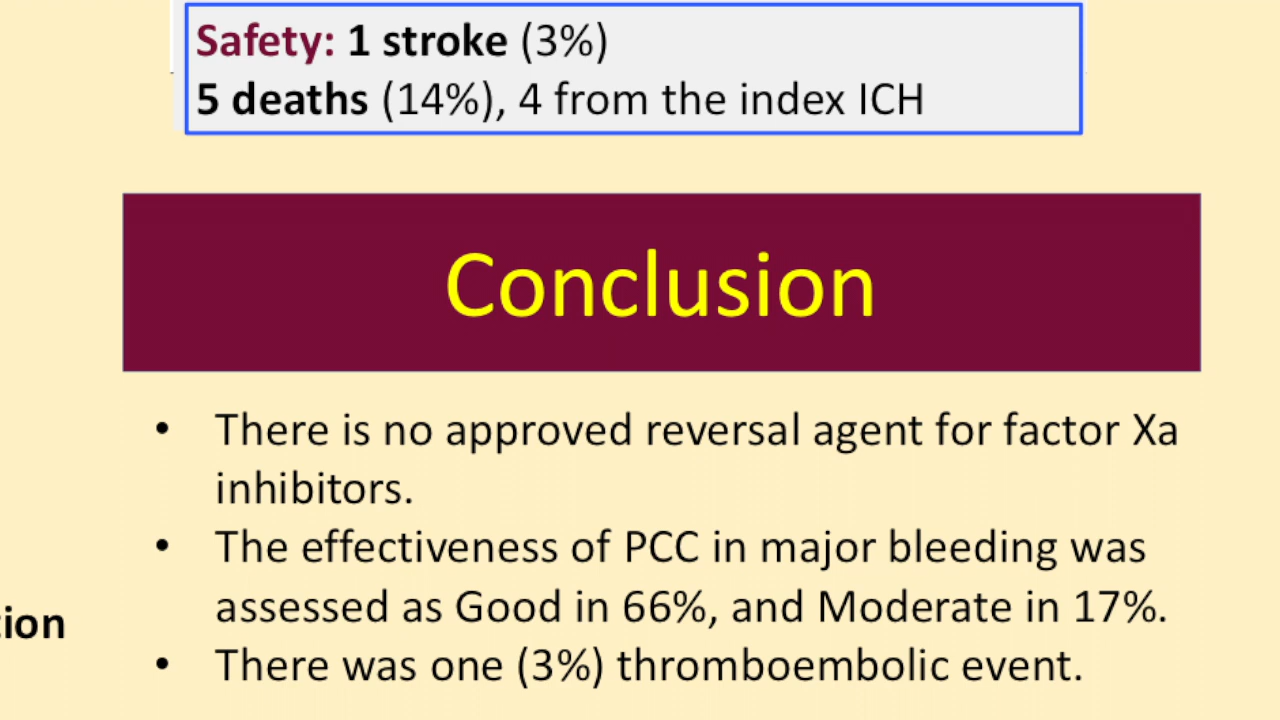 Safety: 1 stroke (3%)
5 deaths (14%), 4 from the index ICH
Conclusion
• There is no approved reversal agent for factor Xa
inhibitors.
• The effectiveness of PCC in major bleeding was
assessed as Good in 66%, and Moderate in 17%.
• There was one (3%) thromboembolic event.